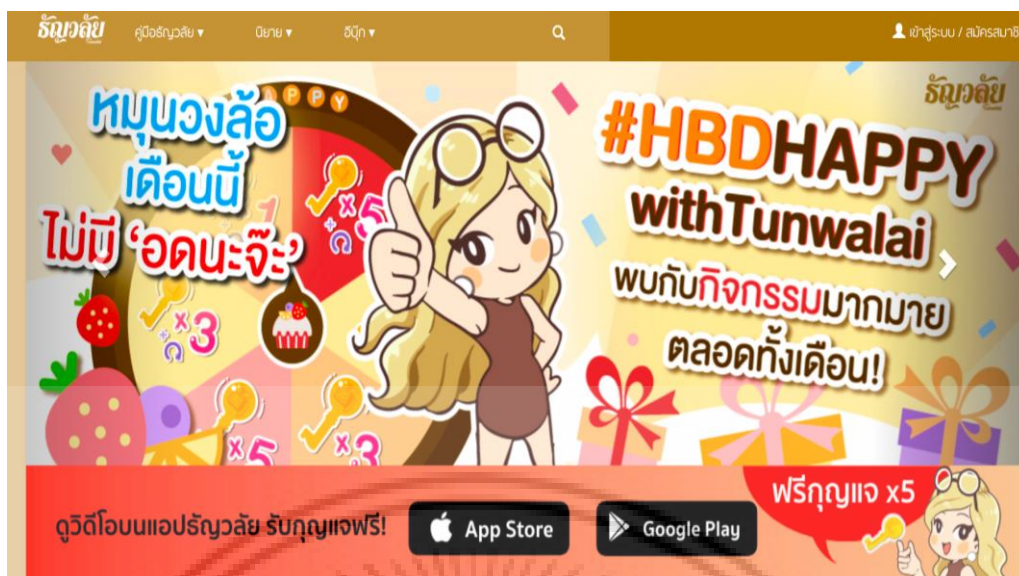 ธัญวลัย คู่มือธัญวลัย ▾ นิยาย ▾ อีบุ๊ก ▾ เข้าสู่ระบบ / สมัครสมาชิ
ธัญวลัย
HAPPY
หมุนวงล้อ
เดือนนี้
ไม่มี ‘อดนะจ๊ะ’
1
x5
x3
x5
x3
#HBDHAPPY
withTunwalai
พบกับกิจกรรมมากมาย
ตลอดทั้งเดือน!
ดูวิดีโอบนแอปธัญวลัย รับกุญแจฟรี!
App Store
Google Play
ฟรีกุญแจ x5